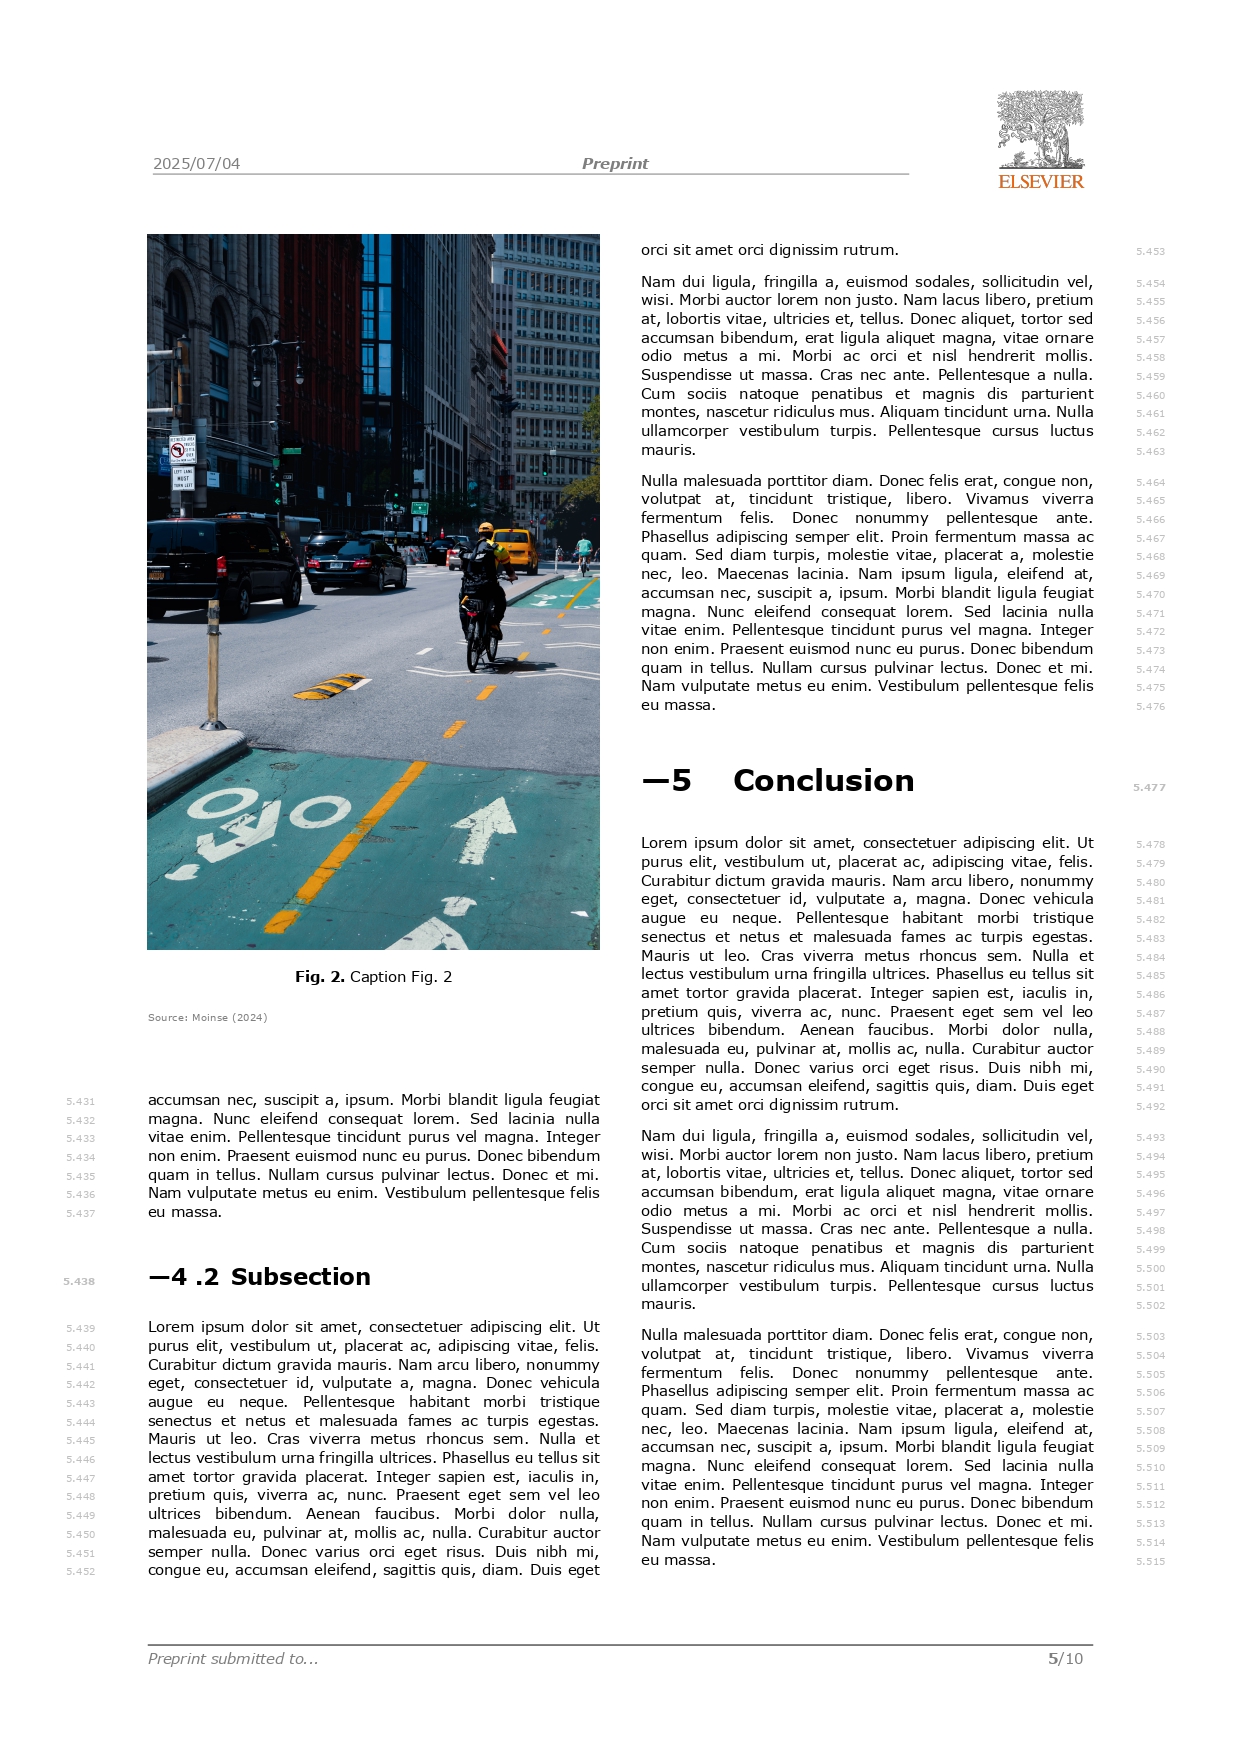 2025/07/04
Preprint
ELSEVIER
LEFT LANE
MUST
TURN LEFT
Fig. 2. Caption Fig. 2
Source: Moinse (2024)
5.431 accumsan nec, suscipit a, ipsum. Morbi blandit ligula feugiat
5.432 magna. Nunc eleifend consequat lorem. Sed lacinia nulla
5.433 vitae enim. Pellentesque tincidunt purus vel magna. Integer
5.434 non enim. Praesent euismod nunc eu purus. Donec bibendum
5.435 quam in tellus. Nullam cursus pulvinar lectus. Donec et mi.
5.436 Nam vulputate metus eu enim. Vestibulum pellentesque felis
5.437 eu massa.
5.438 —4 .2 Subsection
5.439 Lorem ipsum dolor sit amet, consectetuer adipiscing elit. Ut
5.440 purus elit, vestibulum ut, placerat ac, adipiscing vitae, felis.
5.441 Curabitur dictum gravida mauris. Nam arcu libero, nonummy
5.442 eget, consectetuer id, vulputate a, magna. Donec vehicula
5.443 augue eu neque. Pellentesque habitant morbi tristique
5.444 senectus et netus et malesuada fames ac turpis egestas.
5.445 Mauris ut leo. Cras viverra metus rhoncus sem. Nulla et
5.446 lectus vestibulum urna fringilla ultrices. Phasellus eu tellus sit
5.447 amet tortor gravida placerat. Integer sapien est, iaculis in,
5.448 pretium quis, viverra ac, nunc. Praesent eget sem vel leo
5.449 ultrices bibendum. Aenean faucibus. Morbi dolor nulla,
5.450 malesuada eu, pulvinar at, mollis ac, nulla. Curabitur auctor
5.451 semper nulla. Donec varius orci eget risus. Duis nibh mi,
5.452 congue eu, accumsan eleifend, sagittis quis, diam. Duis eget
orci sit amet orci dignissim rutrum. 5.453
Nam dui ligula, fringilla a, euismod sodales, sollicitudin vel, 5.454
wisi. Morbi auctor lorem non justo. Nam lacus libero, pretium 5.455
at, lobortis vitae, ultricies et, tellus. Donec aliquet, tortor sed 5.456
accumsan bibendum, erat ligula aliquet magna, vitae ornare 5.457
odio metus a mi. Morbi ac orci et nisl hendrerit mollis. 5.458
Suspendisse ut massa. Cras nec ante. Pellentesque a nulla. 5.459
Cum sociis natoque penatibus et magnis dis parturient 5.460
montes, nascetur ridiculus mus. Aliquam tincidunt urna. Nulla 5.461
ullamcorper vestibulum turpis. Pellentesque cursus luctus 5.462
mauris. 5.463
Nulla malesuada porttitor diam. Donec felis erat, congue non, 5.464
volutpat at, tincidunt tristique, libero. Vivamus viverra 5.465
fermentum felis. Donec nonummy pellentesque ante. 5.466
Phasellus adipiscing semper elit. Proin fermentum massa ac 5.467
quam. Sed diam turpis, molestie vitae, placerat a, molestie 5.468
nec, leo. Maecenas lacinia. Nam ipsum ligula, eleifend at, 5.469
accumsan nec, suscipit a, ipsum. Morbi blandit ligula feugiat 5.470
magna. Nunc eleifend consequat lorem. Sed lacinia nulla 5.471
vitae enim. Pellentesque tincidunt purus vel magna. Integer 5.472
non enim. Praesent euismod nunc eu purus. Donec bibendum 5.473
quam in tellus. Nullam cursus pulvinar lectus. Donec et mi. 5.474
Nam vulputate metus eu enim. Vestibulum pellentesque felis 5.475
eu massa. 5.476
—5 Conclusion 5.477
Lorem ipsum dolor sit amet, consectetuer adipiscing elit. Ut 5.478
purus elit, vestibulum ut, placerat ac, adipiscing vitae, felis. 5.479
Curabitur dictum gravida mauris. Nam arcu libero, nonummy 5.480
eget, consectetuer id, vulputate a, magna. Donec vehicula 5.481
augue eu neque. Pellentesque habitant morbi tristique 5.482
senectus et netus et malesuada fames ac turpis egestas. 5.483
Mauris ut leo. Cras viverra metus rhoncus sem. Nulla et 5.484
lectus vestibulum urna fringilla ultrices. Phasellus eu tellus sit 5.485
amet tortor gravida placerat. Integer sapien est, iaculis in, 5.486
pretium quis, viverra ac, nunc. Praesent eget sem vel leo 5.487
ultrices bibendum. Aenean faucibus. Morbi dolor nulla, 5.488
malesuada eu, pulvinar at, mollis ac, nulla. Curabitur auctor 5.489
semper nulla. Donec varius orci eget risus. Duis nibh mi, 5.490
congue eu, accumsan eleifend, sagittis quis, diam. Duis eget 5.491
orci sit amet orci dignissim rutrum. 5.492
Nam dui ligula, fringilla a, euismod sodales, sollicitudin vel, 5.493
wisi. Morbi auctor lorem non justo. Nam lacus libero, pretium 5.494
at, lobortis vitae, ultricies et, tellus. Donec aliquet, tortor sed 5.495
accumsan bibendum, erat ligula aliquet magna, vitae ornare 5.496
odio metus a mi. Morbi ac orci et nisl hendrerit mollis. 5.497
Suspendisse ut massa. Cras nec ante. Pellentesque a nulla. 5.498
Cum sociis natoque penatibus et magnis dis parturient 5.499
montes, nascetur ridiculus mus. Aliquam tincidunt urna. Nulla 5.500
ullamcorper vestibulum turpis. Pellentesque cursus luctus 5.501
mauris. 5.502
Nulla malesuada porttitor diam. Donec felis erat, congue non, 5.503
volutpat at, tincidunt tristique, libero. Vivamus viverra 5.504
fermentum felis. Donec nonummy pellentesque ante. 5.505
Phasellus adipiscing semper elit. Proin fermentum massa ac 5.506
quam. Sed diam turpis, molestie vitae, placerat a, molestie 5.507
nec, leo. Maecenas lacinia. Nam ipsum ligula, eleifend at, 5.508
accumsan nec, suscipit a, ipsum. Morbi blandit ligula feugiat 5.509
magna. Nunc eleifend consequat lorem. Sed lacinia nulla 5.510
vitae enim. Pellentesque tincidunt purus vel magna. Integer 5.511
non enim. Praesent euismod nunc eu purus. Donec bibendum 5.512
quam in tellus. Nullam cursus pulvinar lectus. Donec et mi. 5.513
Nam vulputate metus eu enim. Vestibulum pellentesque felis 5.514
eu massa. 5.515
Preprint submitted to...
5/10